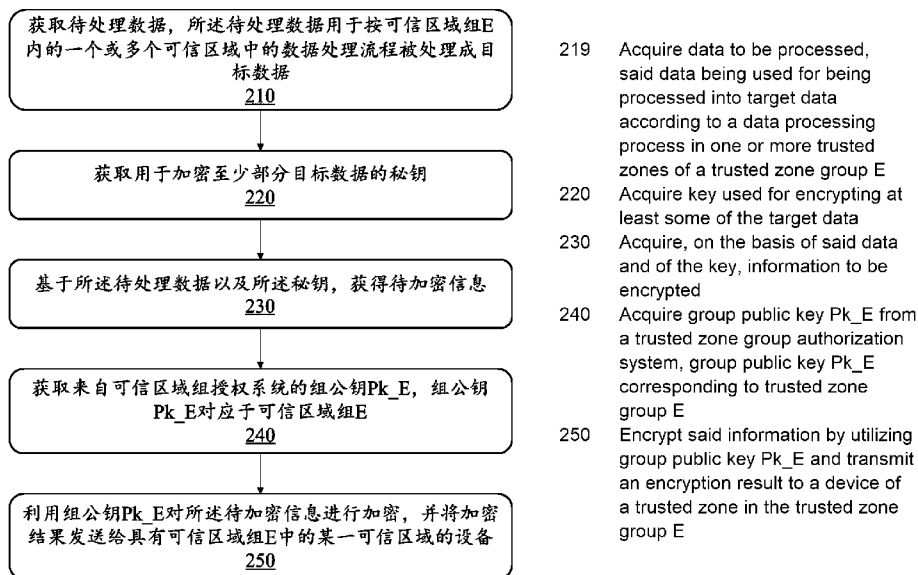 获取待处理数据，所述待处理数据用于按可信区域组E
内的一个或多个可信区域中的数据处理流程被处理成目
标数据
210
获取用于加密至少部分目标数据的秘钥
220
基于所述待处理数据以及所述秘钥，获得待加密信息
230
获取来自可信区域组授权系统的组公钥Pk_E，组公钥
Pk_E对应于可信区域组E
240
利用组公钥Pk_E对所述待加密信息进行加密，并将加密
结果发送给具有可信区域组E中的某一可信区域的设备
250
219 Acquire data to be processed,
said data being used for being
processed into target data
according to a data processing
process in one or more trusted
zones of a trusted zone group E
220 Acquire key used for encrypting at
least some of the target data
230 Acquire, on the basis of said data
and of the key, information to be
encrypted
240 Acquire group public key Pk_E from
a trusted zone group authorization
system, group public key Pk_E
corresponding to trusted zone
group E
250 Encrypt said information by utilizing
group public key Pk_E and transmit
an encryption result to a device of
a trusted zone in the trusted zone
group E